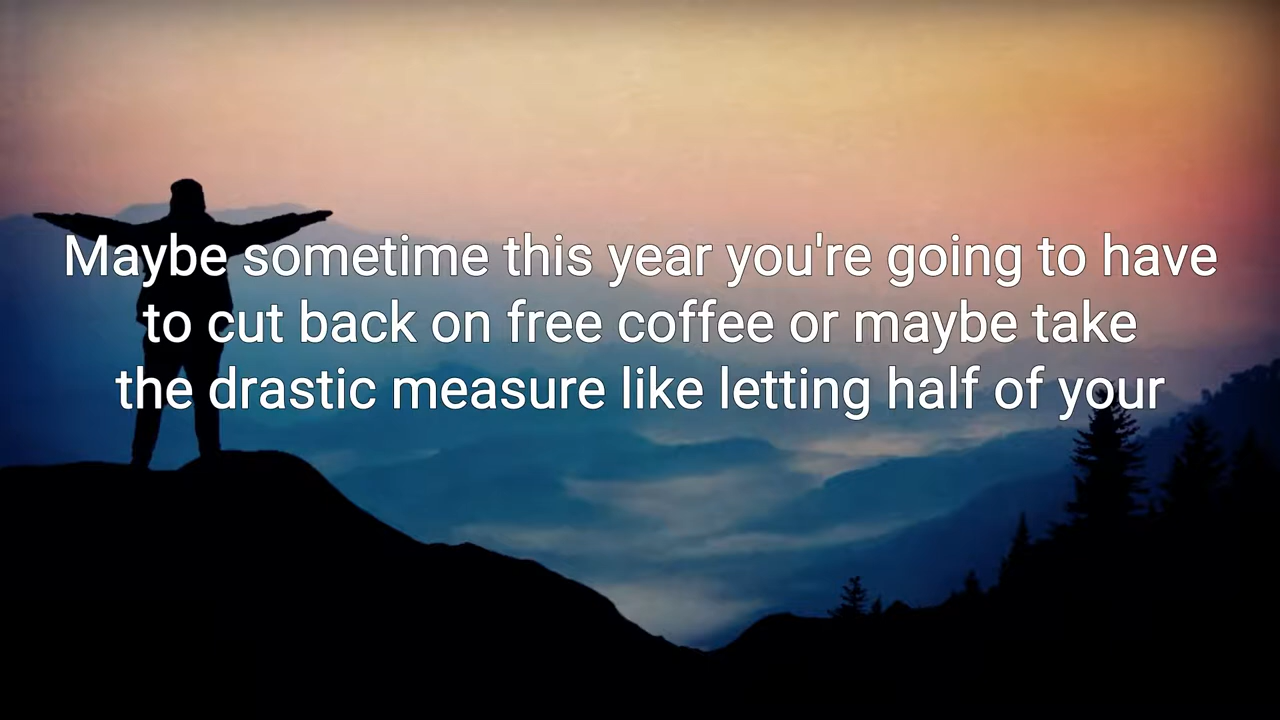 Maybe sometime this year you're going to have
to cut back on free coffee or maybe take
the drastic measure like letting half of your